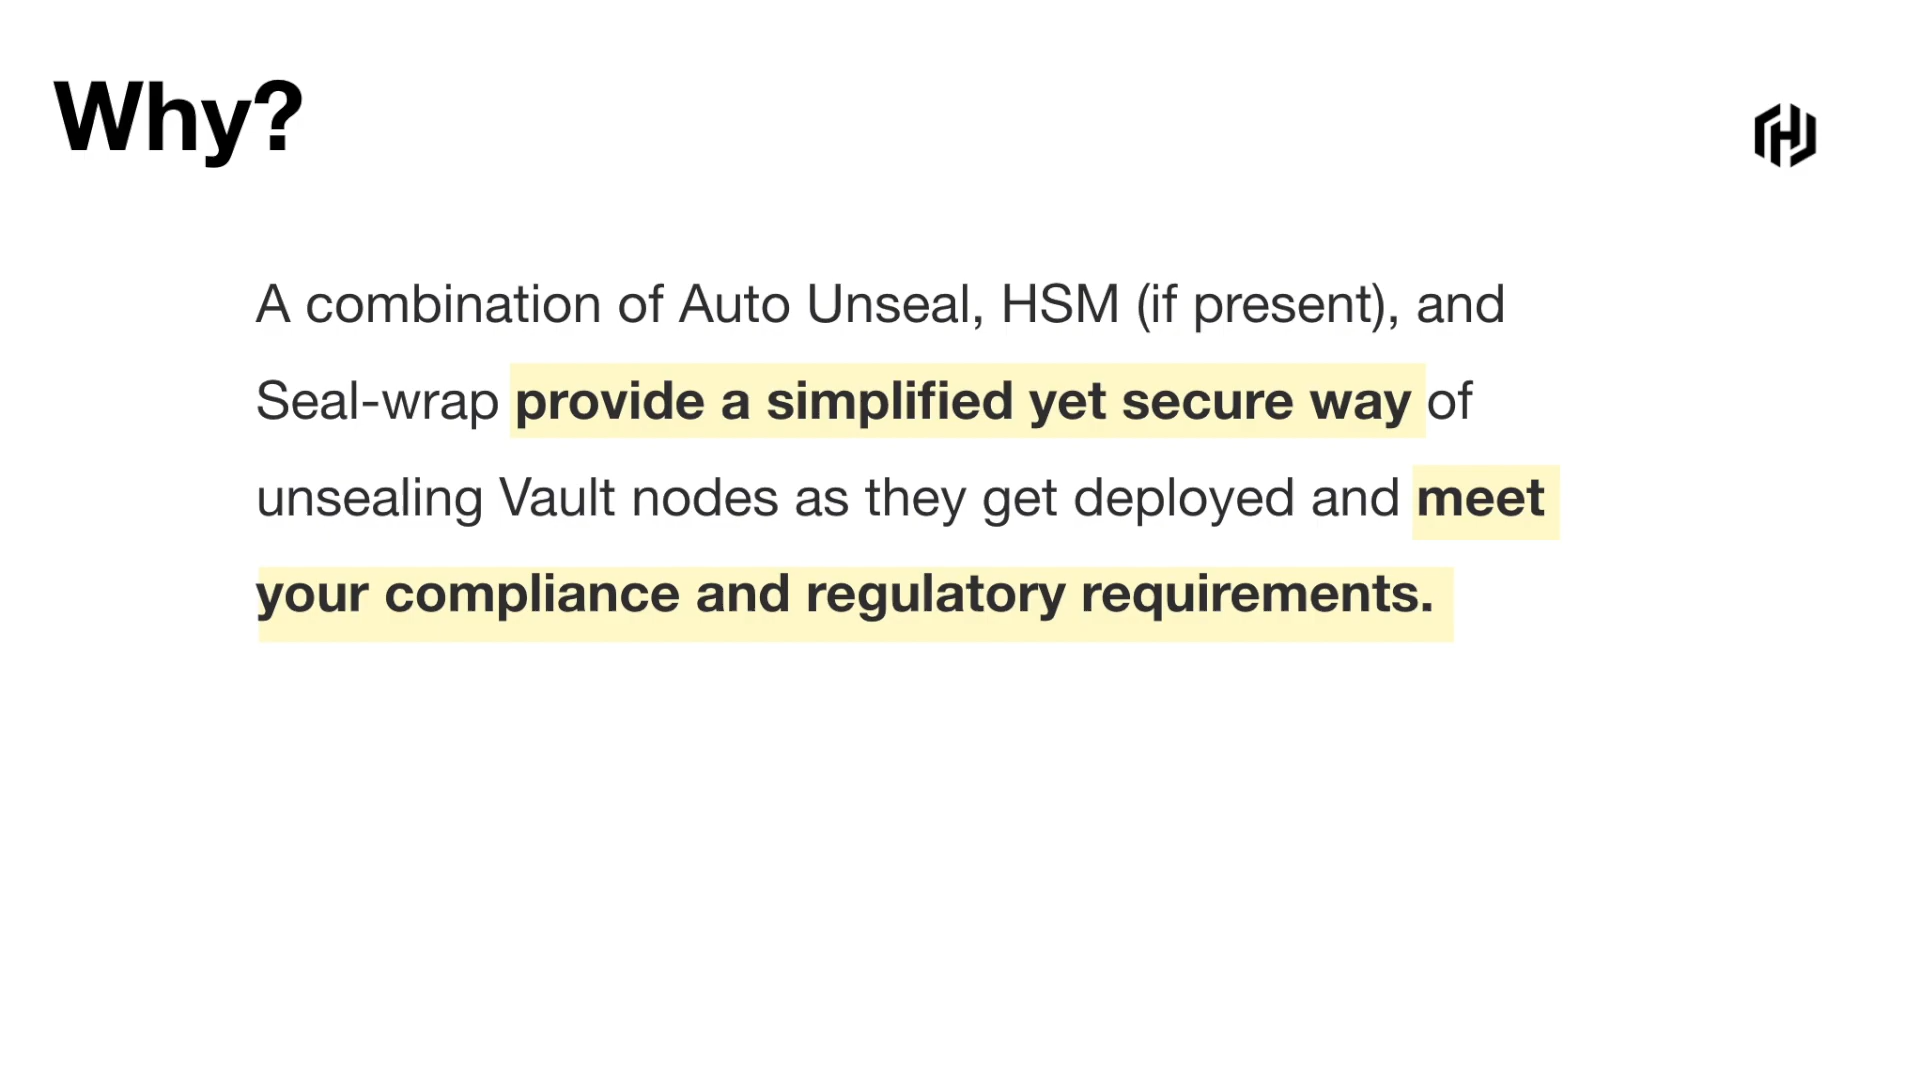 Why?
A combination of Auto Unseal, HSM (if present), and
Seal-wrap provide a simplified yet secure way of
unsealing Vault nodes as they get deployed and meet
your compliance and regulatory requirements.